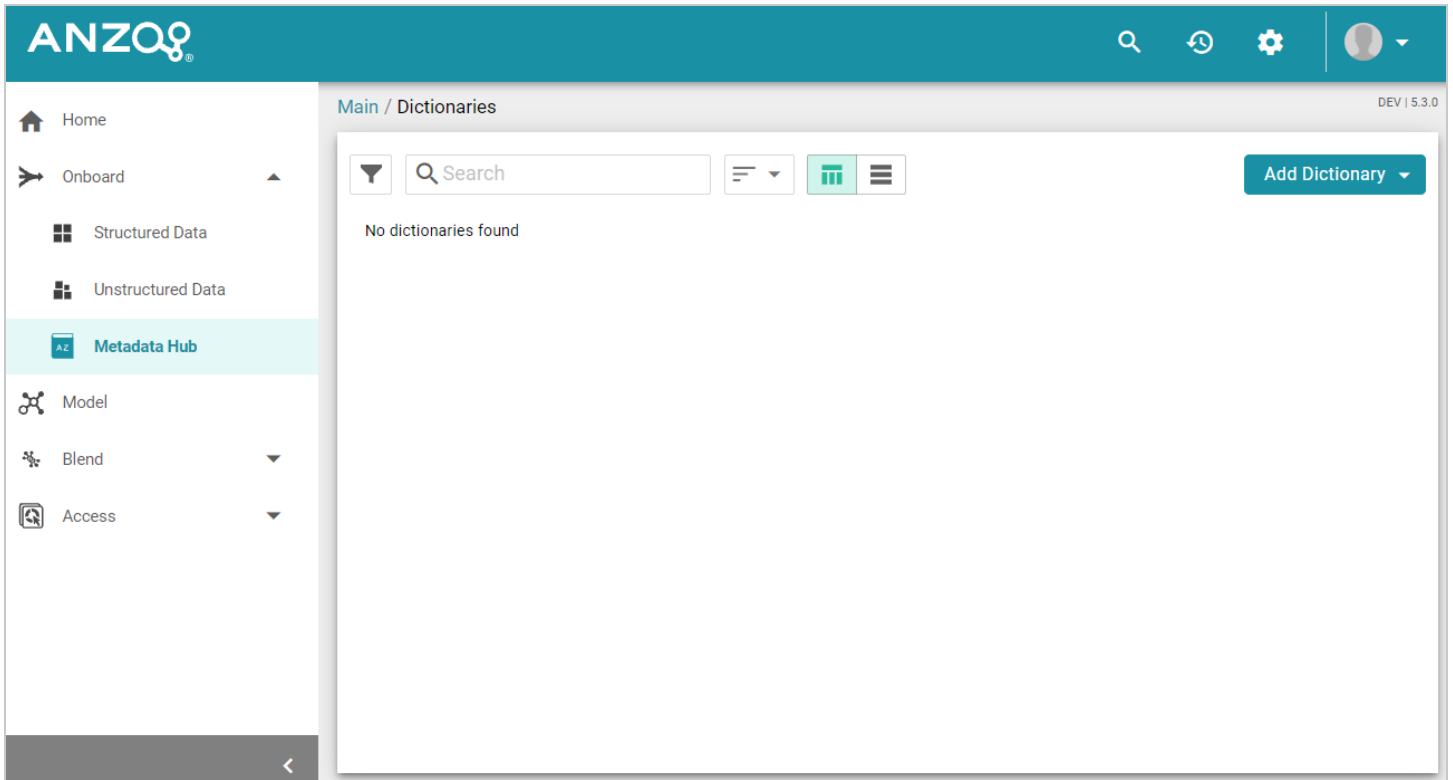 ANZO®
Home
Onboard
Structured Data
Unstructured Data
AZ Metadata Hub
Model
Blend
Access
Main / Dictionaries
DEV | 5.3.0
Search
Add Dictionary
No dictionaries found